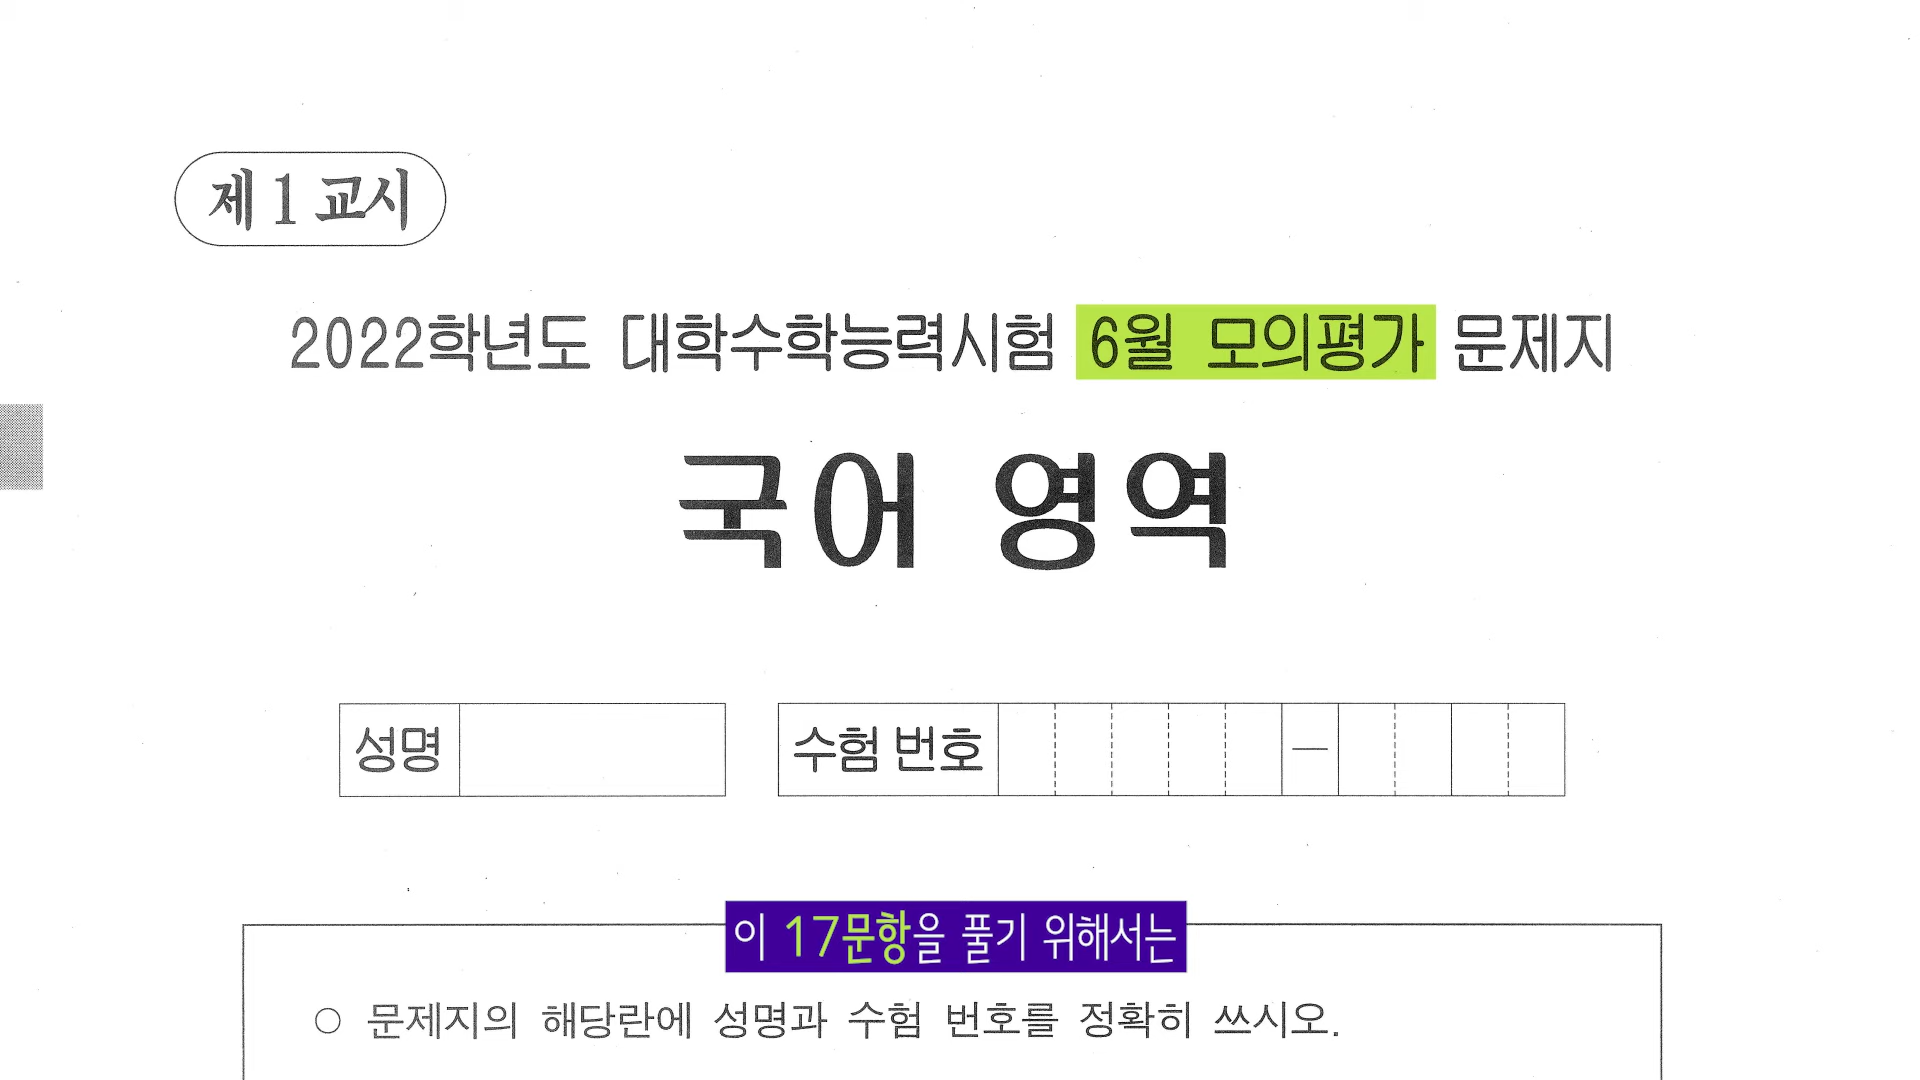 제 1 교시
2022학년도 대학수학능력시험 6월 모의평가 문제지
국어 영역
성명
수험 번호 —
이 17문항을 풀기 위해서는
○ 문제지의 해당란에 성명과 수험 번호를 정확히 쓰시오.